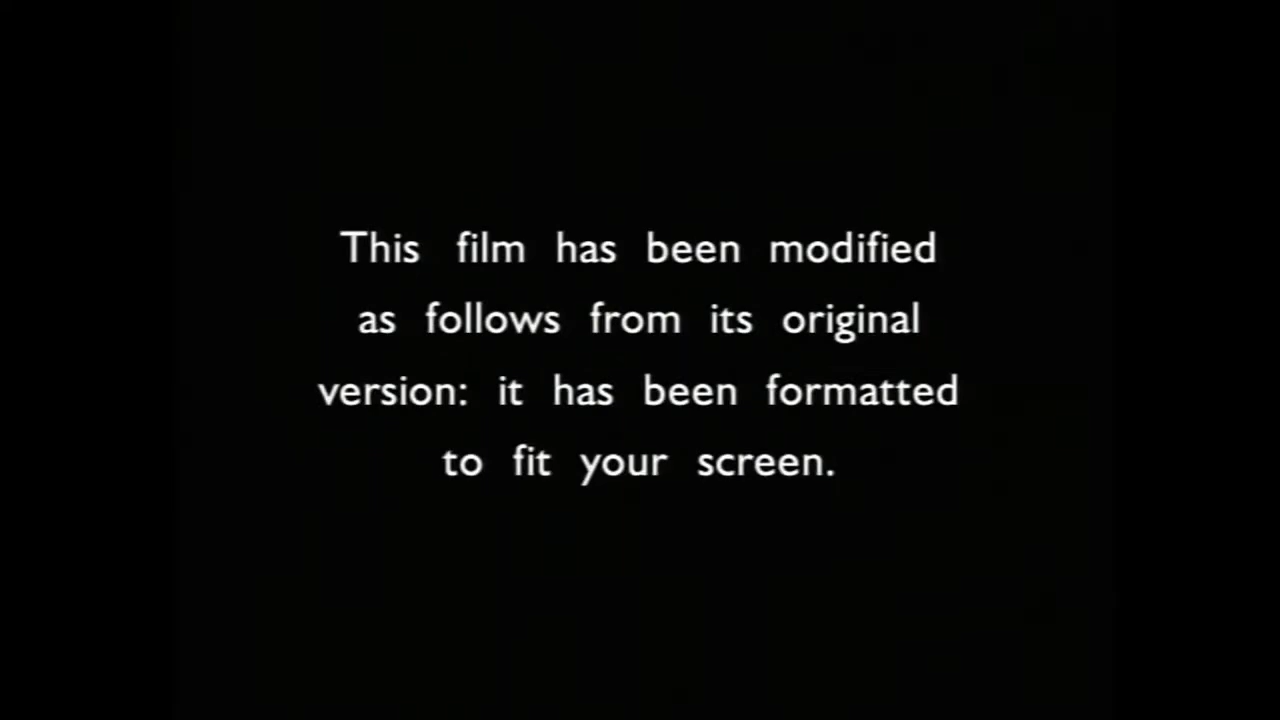 This film has been modified
as follows from its original
version: it has been formatted
to fit your screen.